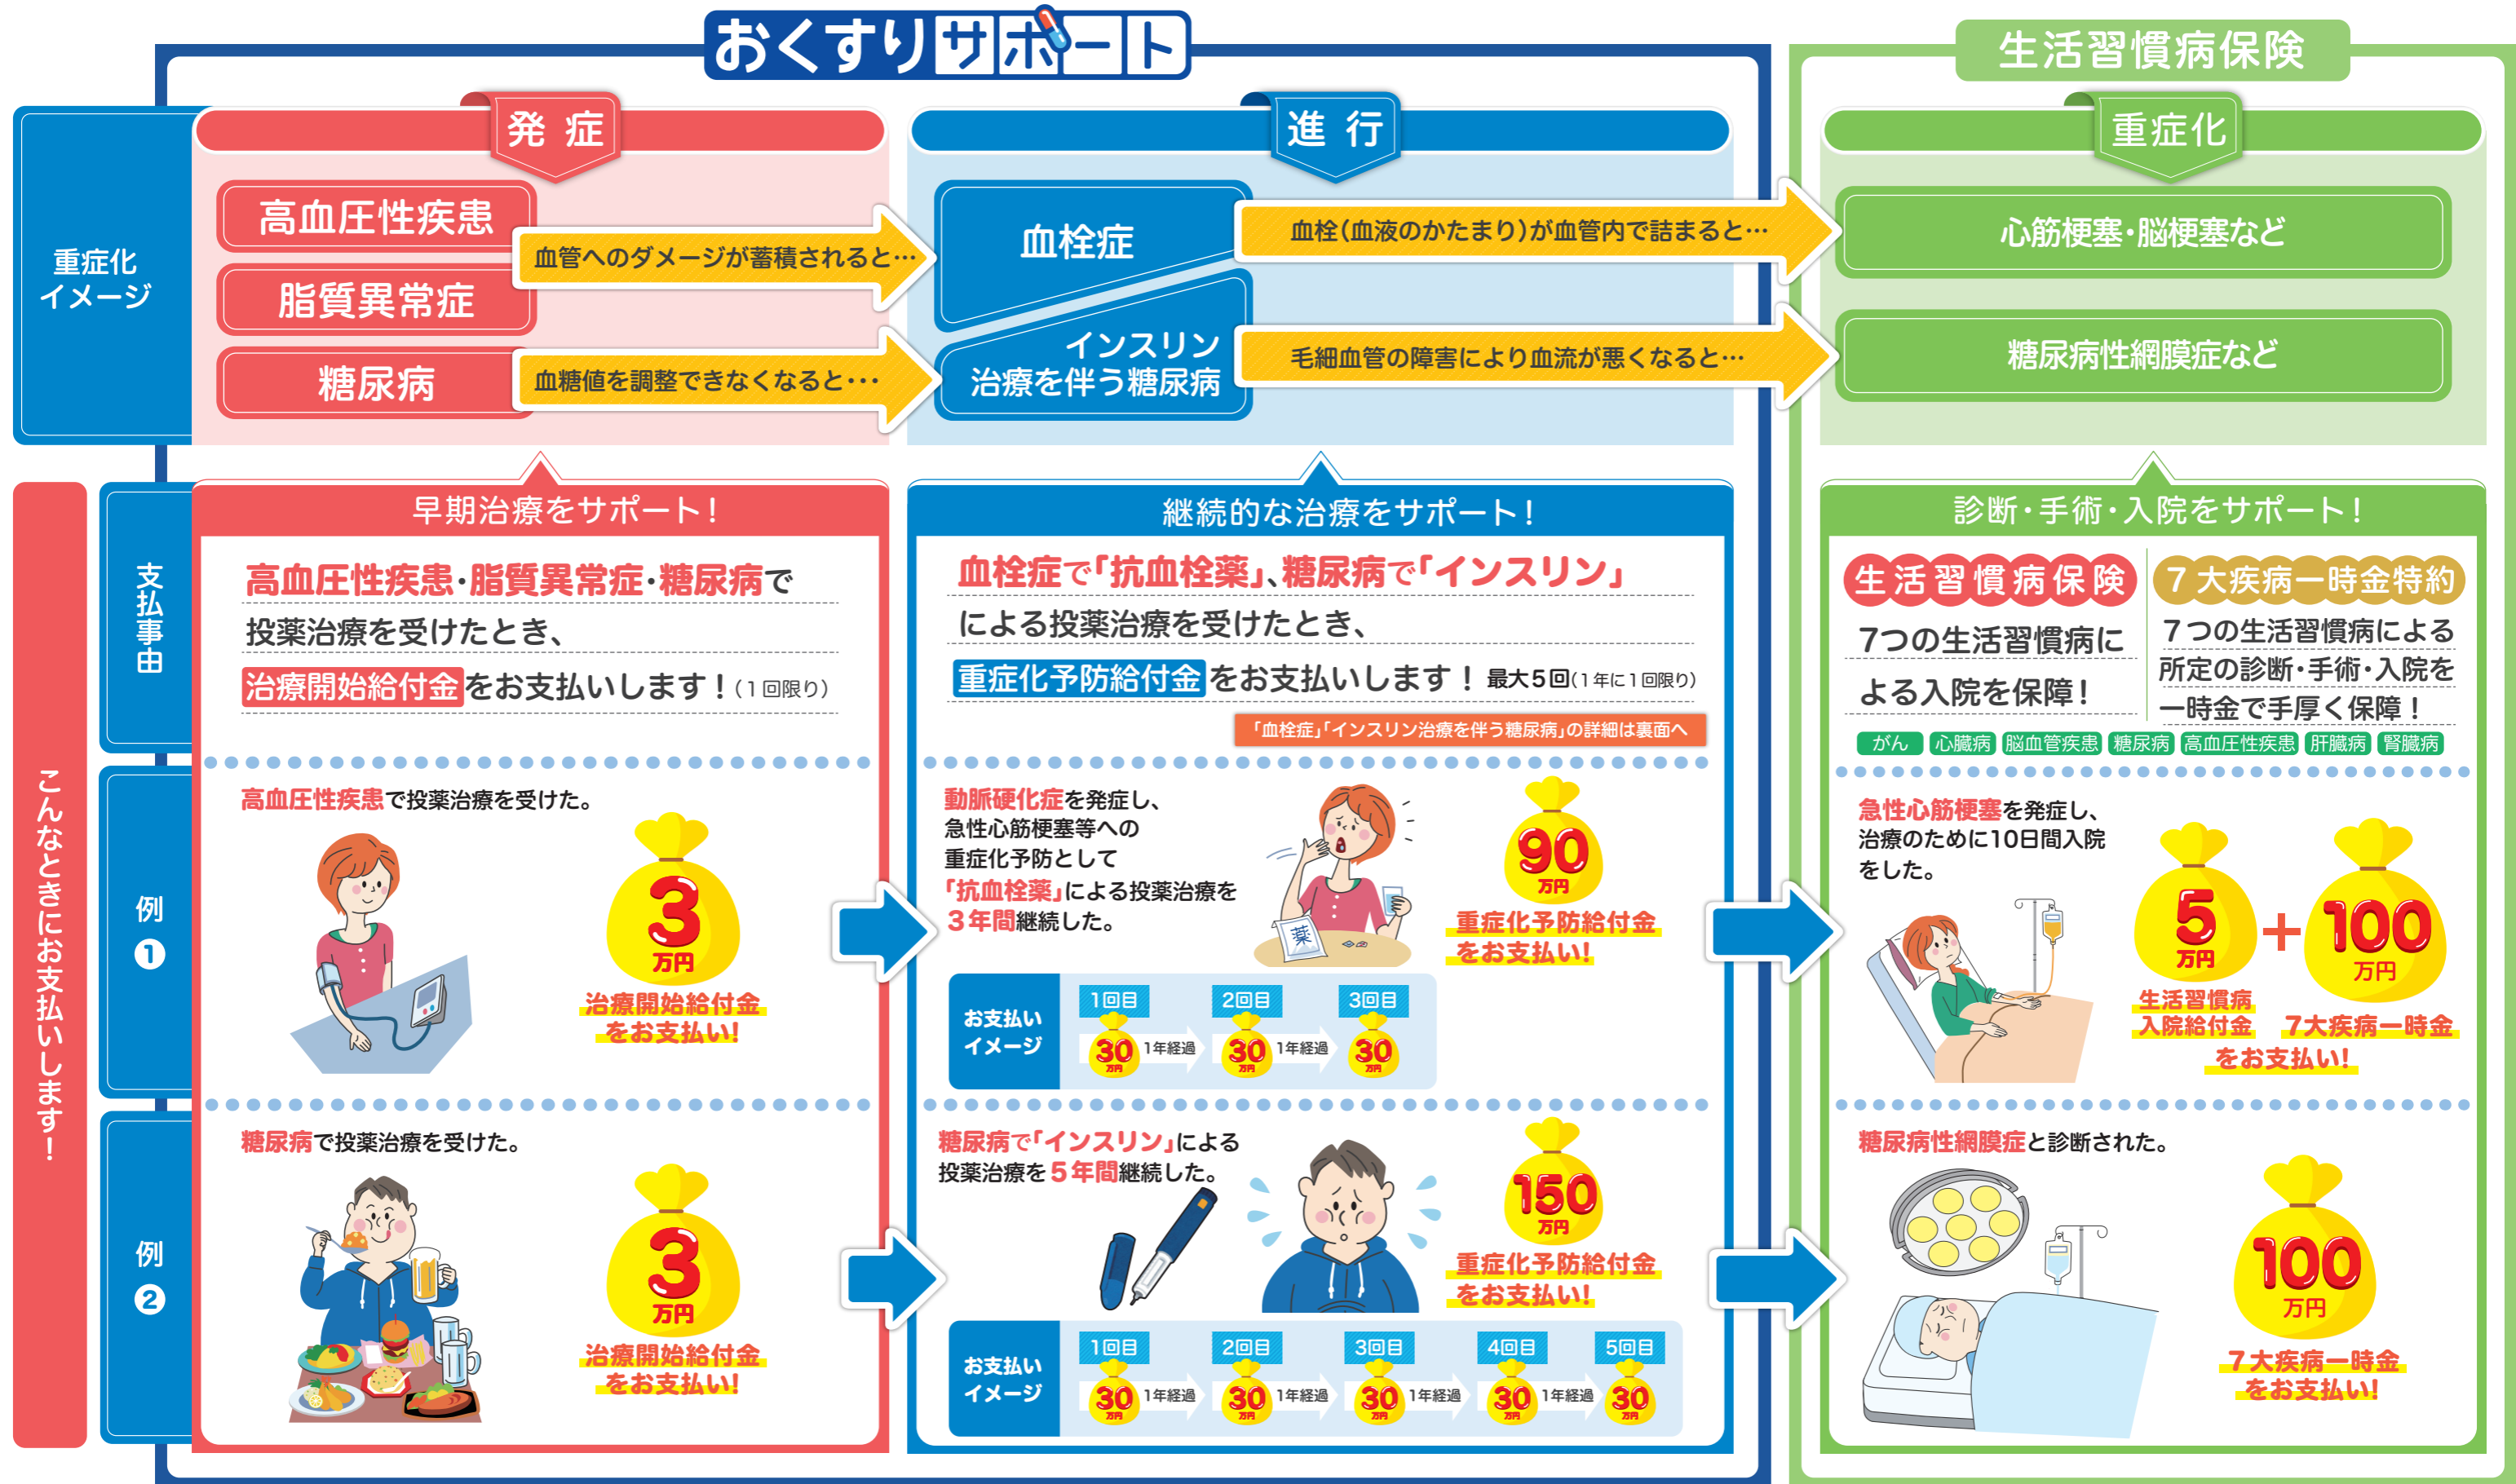 おくすりサポート
生活習慣病保険
重症化
イメージ
発症
高血圧性疾患
脂質異常症
糖尿病
血管へのダメージが蓄積されると…
血糖値を調整できなくなると・・・
進行
血栓症
インスリン
治療を伴う糖尿病
血栓（血液のかたまり）が血管内で詰まると…
毛細血管の障害により血流が悪くなると…
重症化
心筋梗塞・脳梗塞など
糖尿病性網膜症など
こんなときにお支払いします！
支払事由
早期治療をサポート！
高血圧性疾患・脂質異常症・糖尿病で
投薬治療を受けたとき、
治療開始給付金をお支払いします！（１回限り）
継続的な治療をサポート！
血栓症で「抗血栓薬」、糖尿病で「インスリン」
による投薬治療を受けたとき、
重症化予防給付金をお支払いします！ 最大５回（１年に１回限り）
「血栓症」「インスリン治療を伴う糖尿病」の詳細は裏面へ
診断・手術・入院をサポート！
生活習慣病保険
7つの生活習慣病に
よる入院を保障！
７大疾病一時金特約
７つの生活習慣病による
所定の診断・手術・入院を
一時金で手厚く保障！
がん 心臓病 脳血管疾患 糖尿病 高血圧性疾患 肝臓病 腎臓病
例
1
高血圧性疾患で投薬治療を受けた。
3
万円
治療開始給付金
をお支払い！
動脈硬化症を発症し、
急性心筋梗塞等への
重症化予防として
「抗血栓薬」による投薬治療を
３年間継続した。
薬
90
万円
重症化予防給付金
をお支払い！
お支払い
イメージ
1回目 2回目 3回目
30 万円 1年経過 30 万円 1年経過 30 万円
急性心筋梗塞を発症し、
治療のために10日間入院
をした。
5
万円
+
100
万円
生活習慣病
入院給付金
7大疾病一時金
をお支払い！
例
2
糖尿病で投薬治療を受けた。
3
万円
治療開始給付金
をお支払い！
糖尿病で「インスリン」による
投薬治療を５年間継続した。
150
万円
重症化予防給付金
をお支払い！
お支払い
イメージ
1回目 2回目 3回目 4回目 5回目
30 万円 1年経過 30 万円 1年経過 30 万円 1年経過 30 万円 1年経過 30 万円
糖尿病性網膜症と診断された。
100
万円
７大疾病一時金
をお支払い！